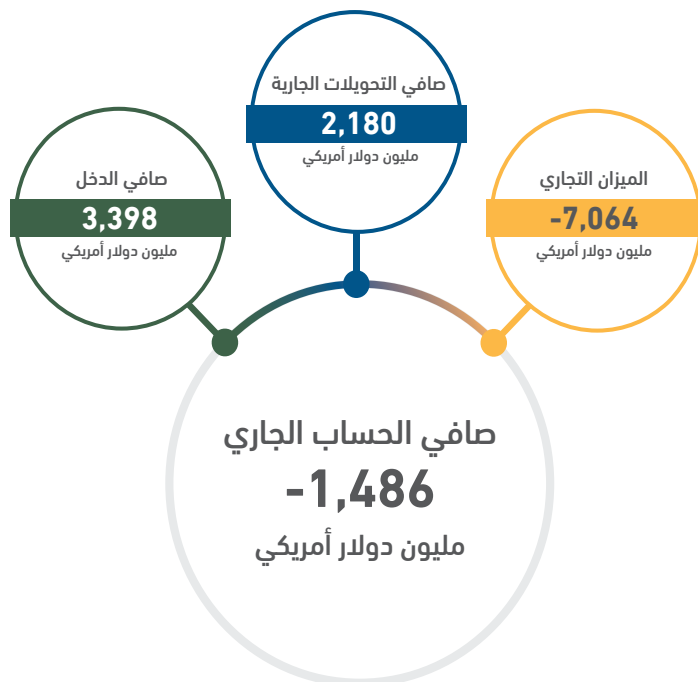 صافي التحويلات الجارية
2,180
مليون دولار أمريكي
الميزان التجاري
-7,064
مليون دولار أمريكي
صافي الدخل
3,398
مليون دولار أمريكي
صافي الحساب الجاري
-1,486
مليون دولار أمريكي